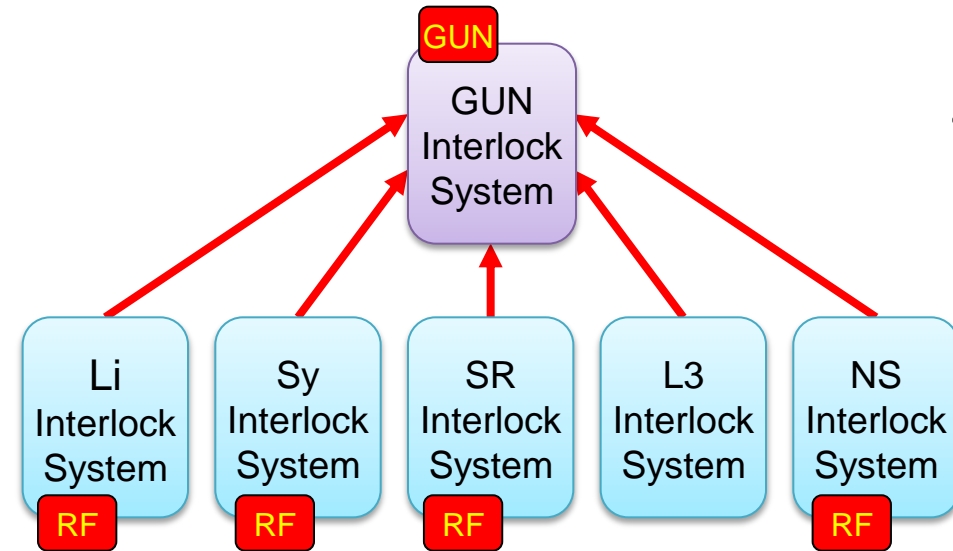 GUN
GUN
Interlock
System
Li
Interlock
System
RF
Sy
Interlock
System
RF
SR
Interlock
System
RF
L3
Interlock
System
NS
Interlock
System
RF